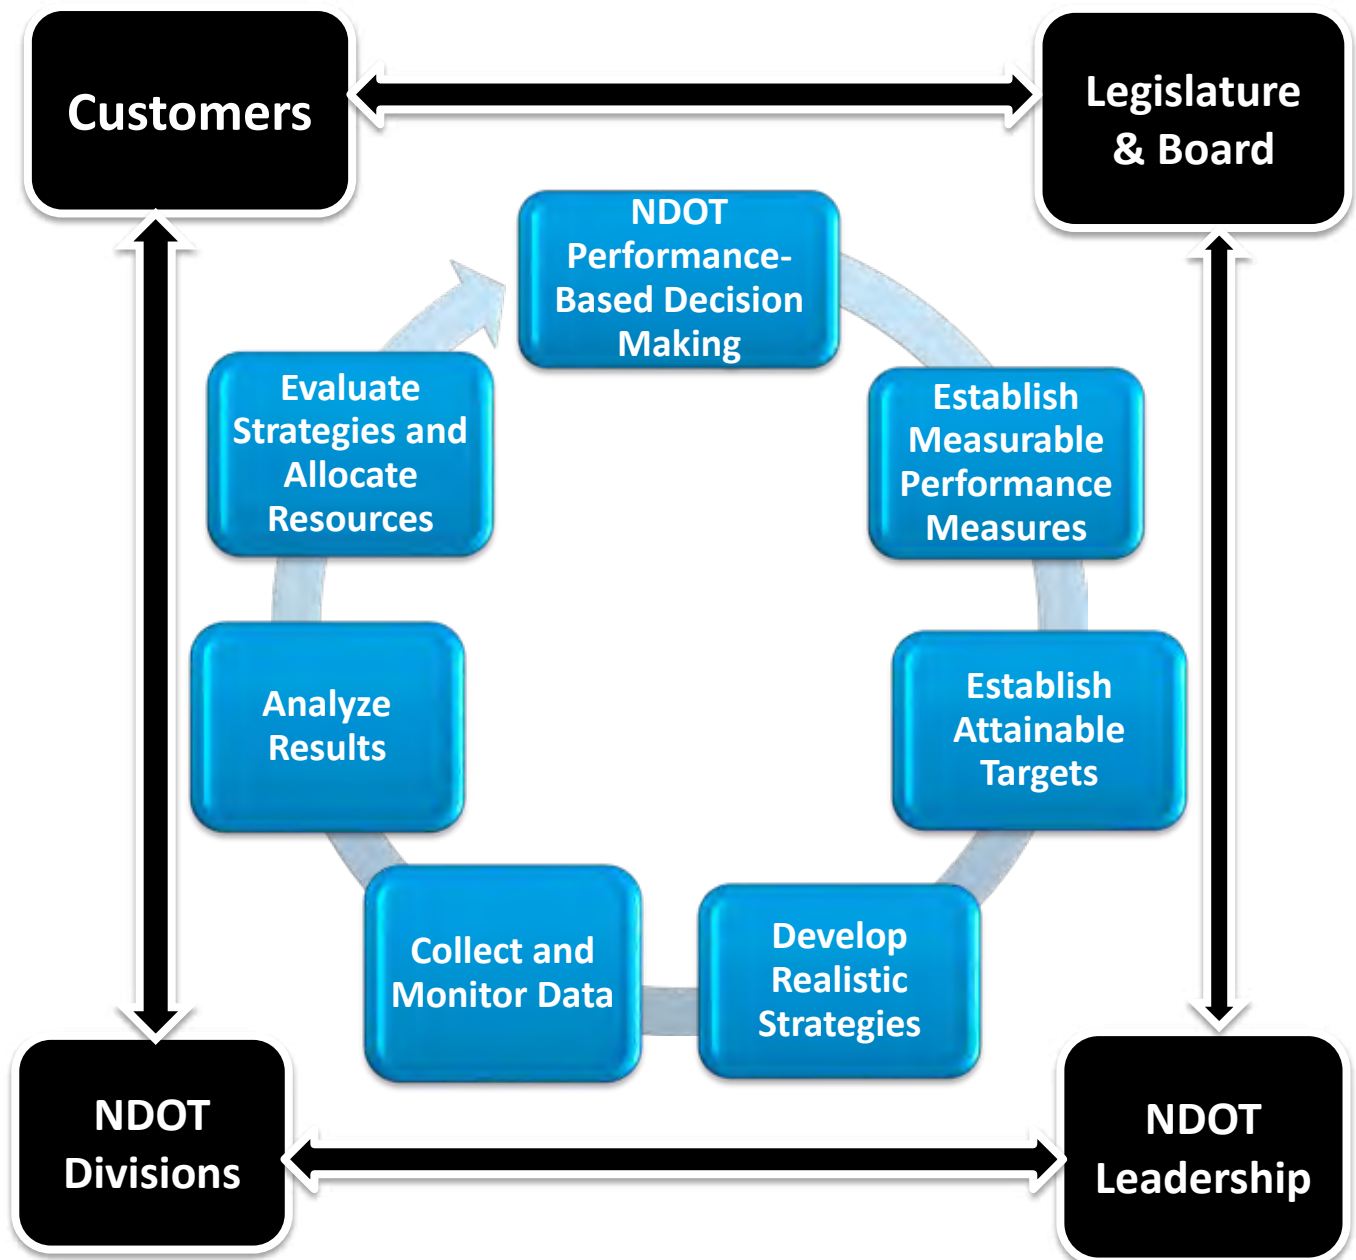 Customers
Legislature
& Board
NDOT
Performance-
Based Decision
Making
Establish
Measurable
Performance
Measures
Establish
Attainable
Targets
Develop
Realistic
Strategies
Collect and
Monitor Data
Analyze
Results
Evaluate
Strategies and
Allocate
Resources
NDOT
Divisions
NDOT
Leadership